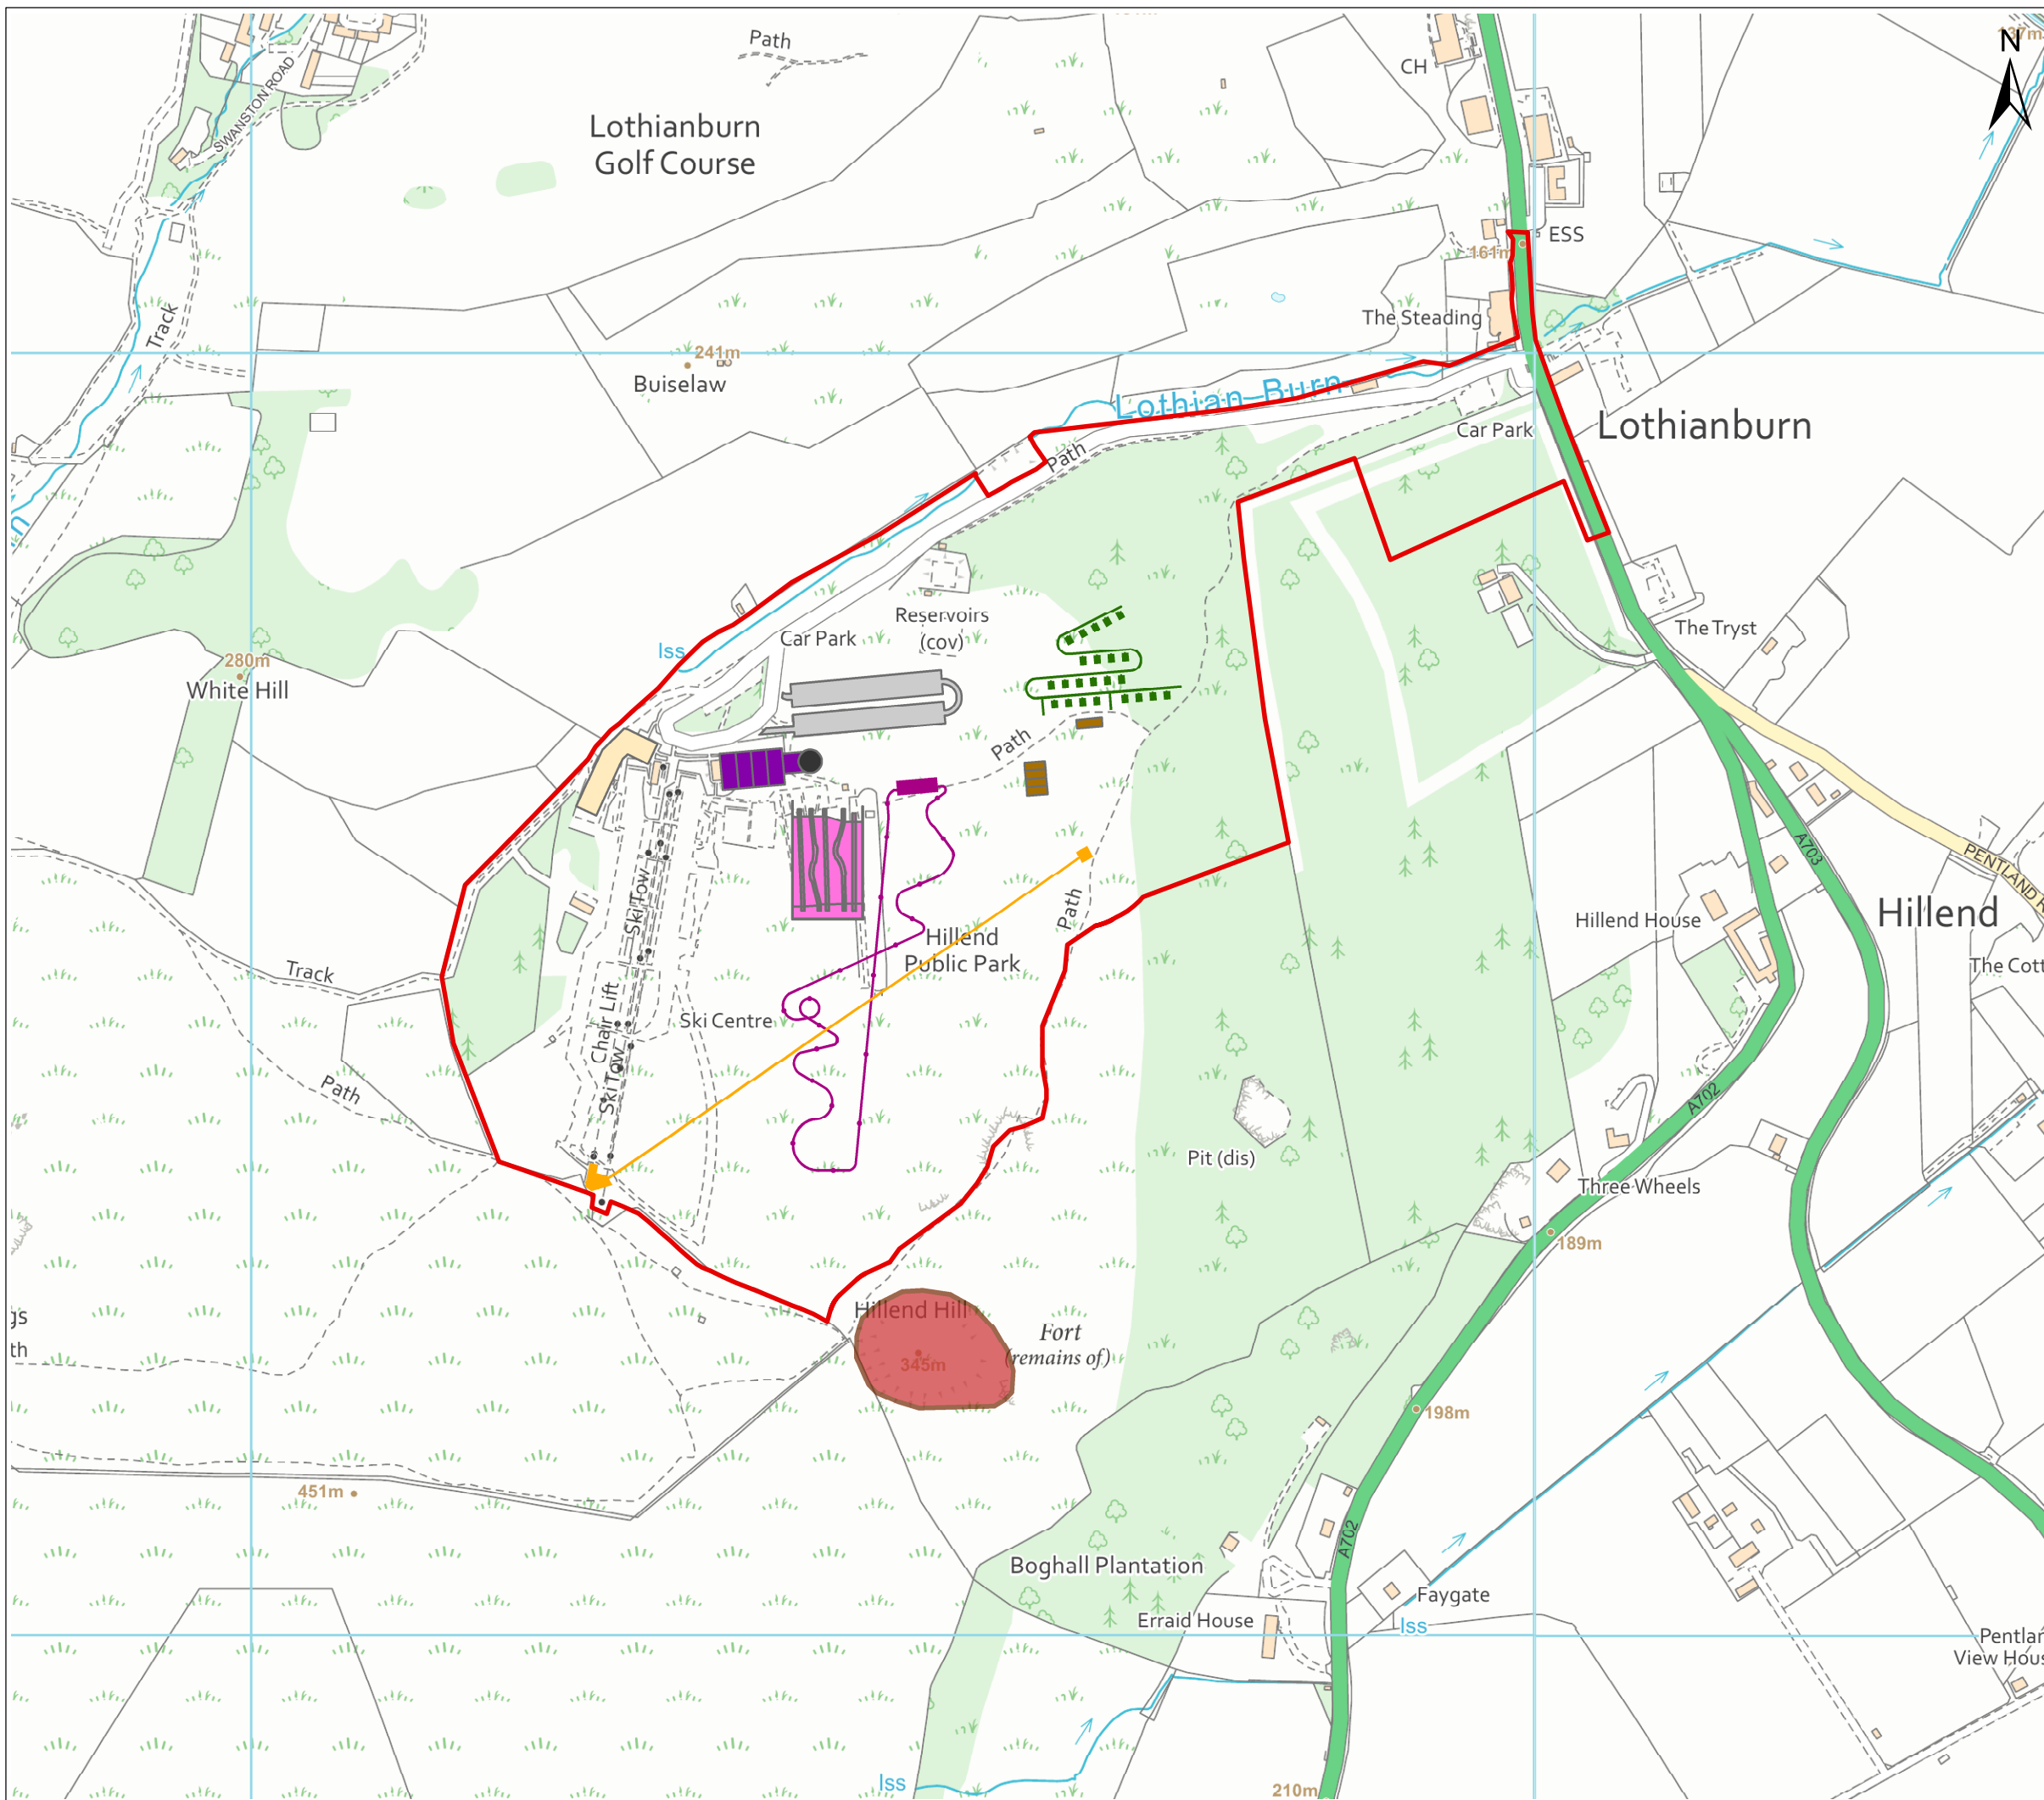 Path
137m
N
CH
SWANSTON ROAD
Lothianburn
Golf Course
ESS
161m
Track
The Steading
241m
Buiselaw
Lothian Burn
Lothianburn
Car Park
Path
n
Reservoirs
(cov)
The Tryst
Car Park
Iss
280m
White Hill
Path
A703
PENTLAND R
Ski Tow
Path
Hillend House
Hillend
Hillend
Public Park
The Cott
Track
Ski Centre
Chair Lift
Ski Tow
Path
A702
Pit (dis)
Three Wheels
189m
Hillend Hill
gs
th
Fort
(remains of)
345m
198m
451m
A702
Boghall Plantation
Faygate
Erraid House
Iss
Pentlan
View Hous
Iss
210m